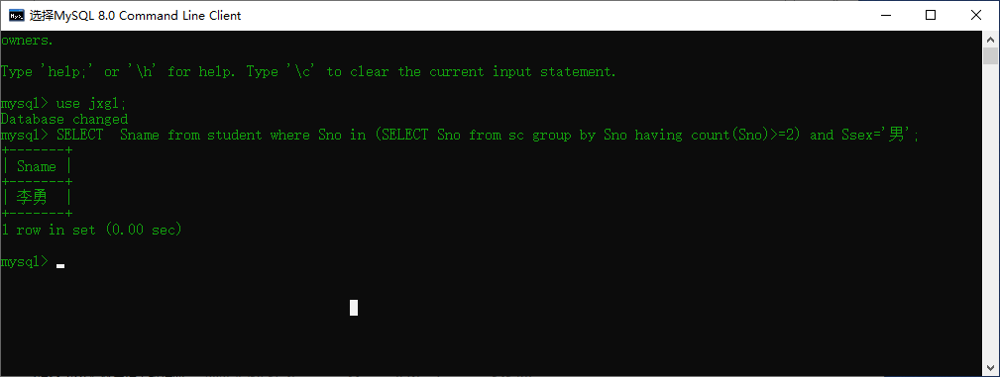 选择MySQL 8.0 Command Line Client
owners.
Type 'help;' or '\h' for help. Type '\c' to clear the current input statement.
mysql> use jxgl;
Database changed
mysql> SELECT  Sname from student where Sno in (SELECT Sno from sc group by Sno having count(Sno)>=2) and Ssex='男';
+-------+
| Sname |
+-------+
| 李勇  |
+-------+
1 row in set (0.00 sec)
mysql>